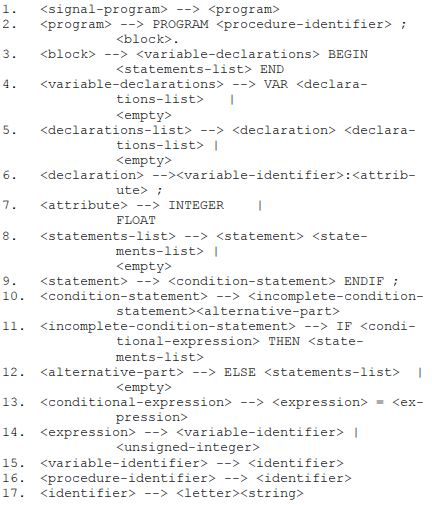 1. <signal-program> --> <program>
2. <program> --> PROGRAM <procedure-identifier> ;
<block>.
3. <block> --> <variable-declarations> BEGIN
<statements-list> END
4. <variable-declarations> --> VAR <declara-
tions-list> |
<empty>
5. <declarations-list> --> <declaration> <declara-
tions-list> |
<empty>
6. <declaration> --><variable-identifier>:<attrib-
ute> ;
7. <attribute> --> INTEGER |
FLOAT
8. <statements-list> --> <statement> <state-
ments-list> |
<empty>
9. <statement> --> <condition-statement> ENDIF ;
10. <condition-statement> --> <incomplete-condition-
statement><alternative-part>
11. <incomplete-condition-statement> --> IF <condi-
tional-expression> THEN <state-
ments-list>
12. <alternative-part> --> ELSE <statements-list> |
<empty>
13. <conditional-expression> --> <expression> = <ex-
pression>
14. <expression> --> <variable-identifier> |
<unsigned-integer>
15. <variable-identifier> --> <identifier>
16. <procedure-identifier> --> <identifier>
17. <identifier> --> <letter><string>